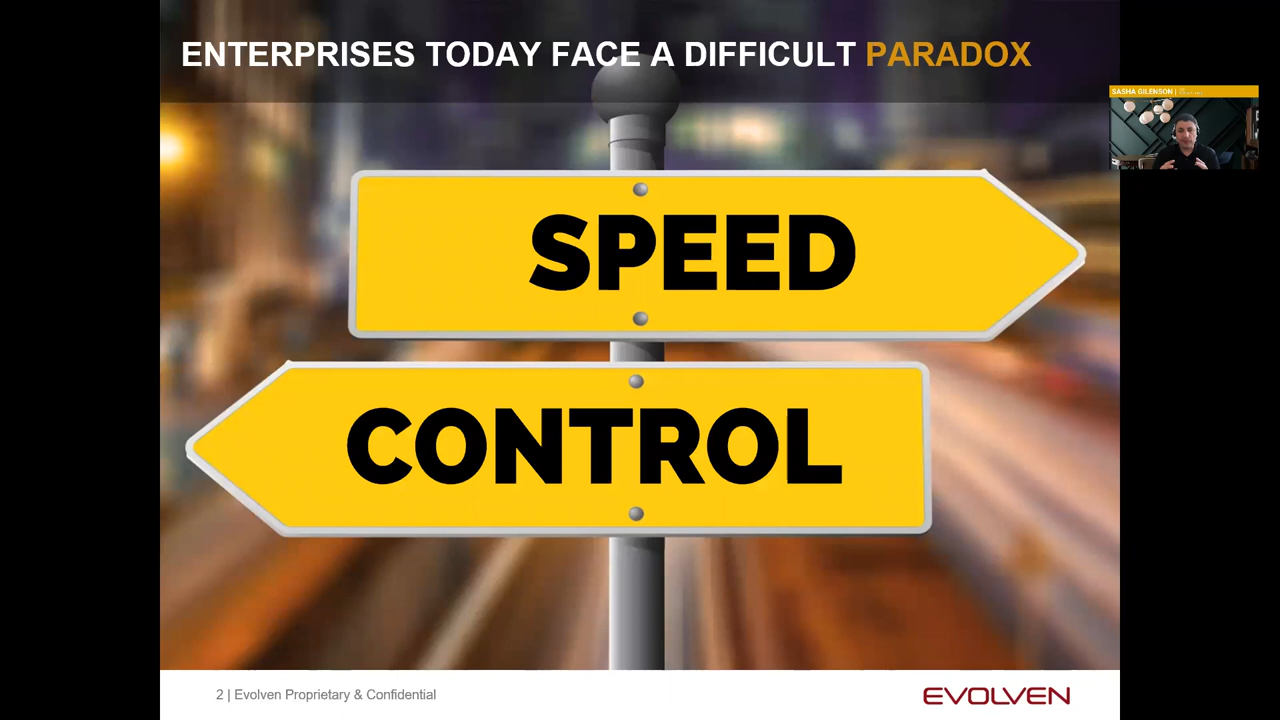 ENTERPRISES TODAY FACE A DIFFICULT PARADOX
SASHA GILENSON |
SPEED
CONTROL
2 | Evolven Proprietary & Confidential
EVOLVEN